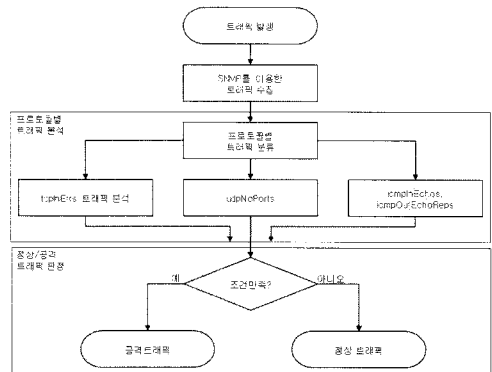 트래픽 발생
SNMP를 이용한
트래픽 수집
프로토콜별
트래픽 분석
프로토콜별
트래픽 분류
tcpInErrs 트래픽 분석
udpNoPorts
icmpInEchos,
icmpOutEchoReps
정상/공격
트래픽 판정
조건만족?
예
아니오
공격트래픽
정상 트래픽